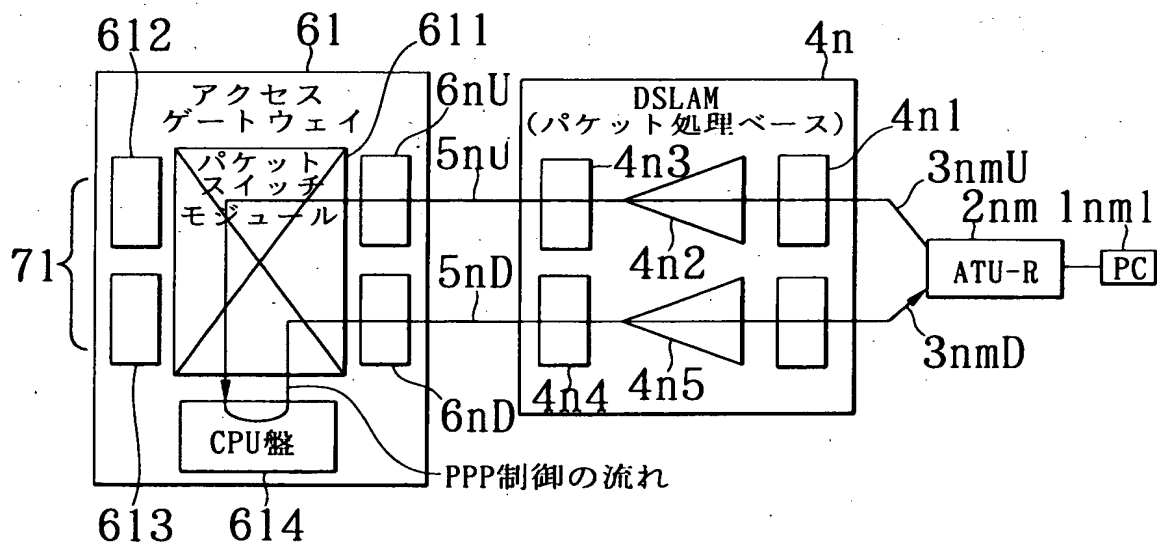 612
61
611
4n
アクセス
ゲートウェイ
6nU
5nU
DSLAM
(パケット処理ベース)
4n1
4n3
3nmU
パケット
スイッチ
モジュール
2nm
1nm1
71
4n2
ATU-R
PC
5nD
3nmD
4n4
4n5
6nD
CPU盤
PPP制御の流れ
613
614